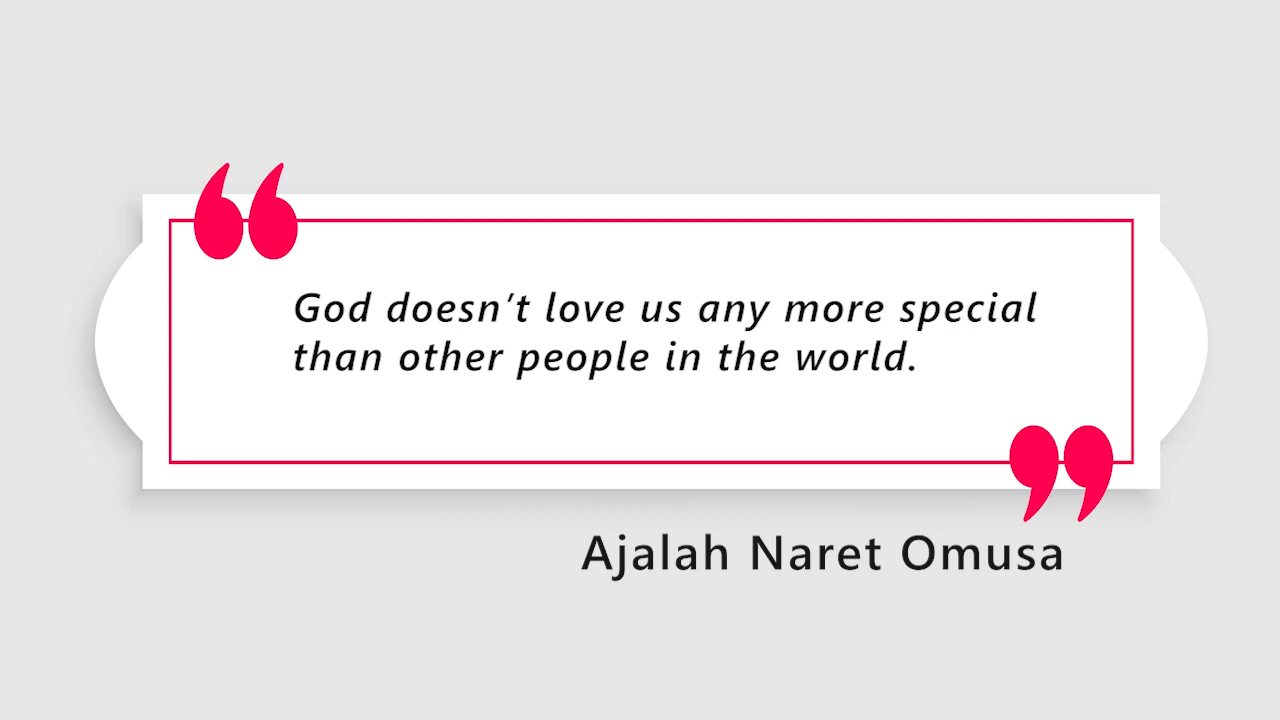 God doesn't love us any more special
than other people in the world.
Ajalah Naret Omusa